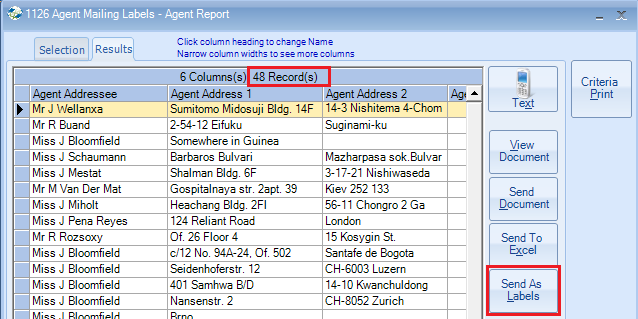 1126 Agent Mailing Labels - Agent Report
Selection
Results
Click column heading to change Name
Narrow column widths to see more columns
6 Columns(s) 48 Record(s)
Agent Addressee Agent Address 1 Agent Address 2 Age
Mr J Wellanxa Sumitomo Midosuji Bldg. 14F 14-3 Nishitema 4-Chom
Mr R Buand 2-54-12 Eifuku Suginami-ku
Miss J Bloomfield Somewhere in Guinea
Miss J Schaumann Barbaros Bulvari Mazharpasa sok.Bulvar
Miss J Mestat Shalman Bldg. 6F 3-17-21 Nishiwaseda
Mr M Van Der Mat Gospitalnaya str. 2apt. 39 Kiev 252 133
Miss J Miholt Heachang Bldg. 2Fl 56-11 Chongro 2 Ga
Miss J Pena Reyes 124 Reliant Road London
Mr R Rozsoxy Of. 26 Floor 4 15 Kosygin St.
Miss J Bloomfield c/12 No. 94A-24, Of. 502 Santafe de Bogota
Miss J Bloomfield Seidenhoferstr. 12 CH-6003 Luzern
Miss J Bloomfield 401 Samhwa B/D 14-10 Kwanchuldong
Miss J Bloomfield Nansenstr. 2 CH-8052 Zurich
Miss J Bloomfield Brno
Text
View Document
Send Document
Send To Excel
Send As Labels
Criteria Print